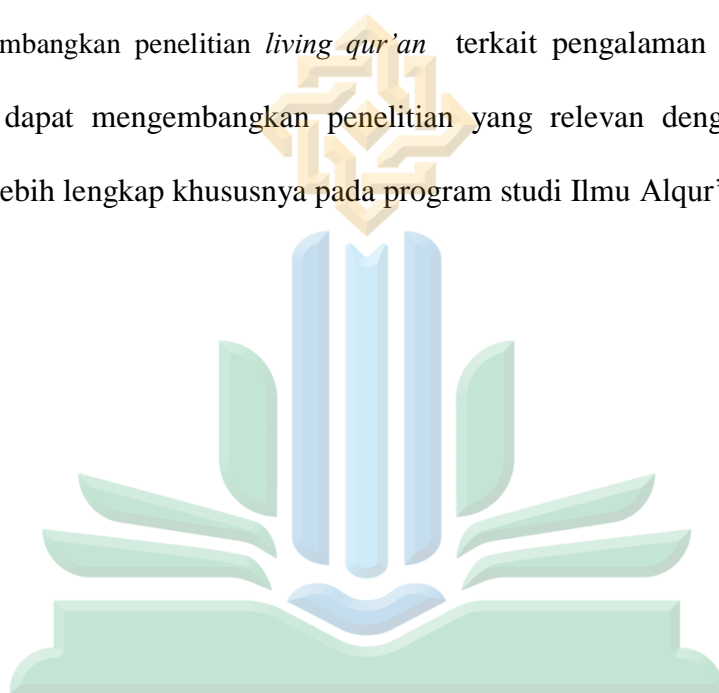 mbangkan penelitian living qur’an terkait pengalaman
dapat mengembangkan penelitian yang relevan deng
ebih lengkap khususnya pada program studi Ilmu Alqur’